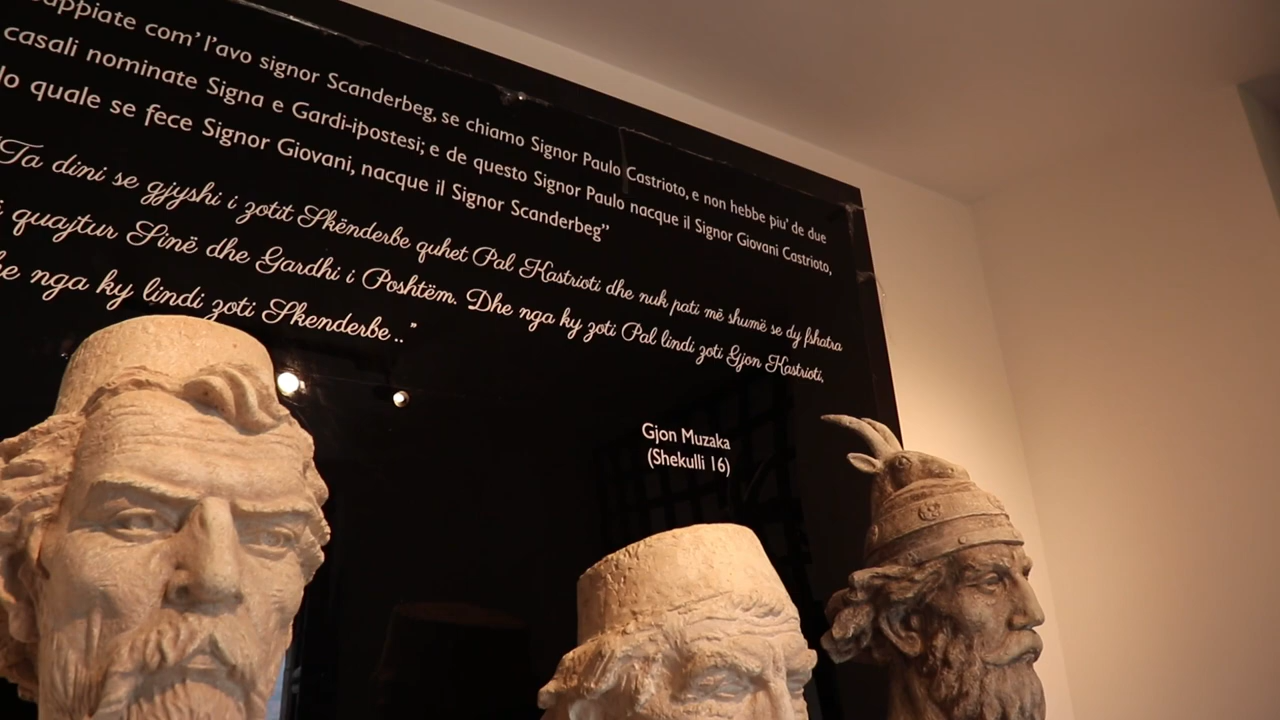 com' l'avo signor Scanderbeg, se chiamo Signor Paulo Castrioto, e non hebbe piu' de due
casali nominate Signa e Gardi-ipostesi; e de questo Signor Paulo nacque il Signor Giovani Castrioto,
lo quale se fece Signor Giovani, nacque il Signor Scanderbeg”
“Ta dini se gjyshi i zotit Skënderbe quhet Pal Kastrioti dhe nuk pati më shumë se dy fshatra
quajtur Sinë dhe Gardhi i Poshtëm. Dhe nga ky zoti Pal lindi zoti Gjon Kastrioti,
nga ky lindi zoti Skenderbe..”
Gjon Muzaka
(Shekulli 16)